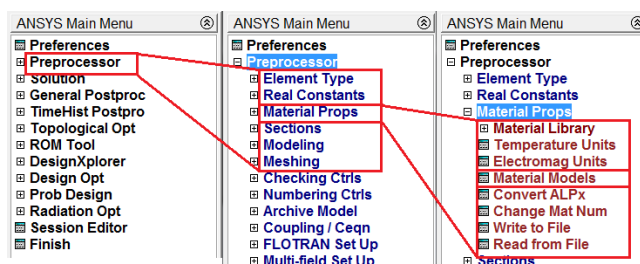 ANSYS Main Menu
Preferences
Preprocessor
Solution
General Postproc
TimeHist Postpro
Topological Opt
ROM Tool
DesignXplorer
Design Opt
Prob Design
Radiation Opt
Session Editor
Finish
ANSYS Main Menu
Preferences
Preprocessor
Element Type
Real Constants
Material Props
Sections
Modeling
Meshing
Checking Ctrls
Numbering Ctrls
Archive Model
Coupling / Ceqn
FLOTRAN Set Up
Multi-field Set Up
ANSYS Main Menu
Preferences
Preprocessor
Element Type
Real Constants
Material Props
Material Library
Temperature Units
Electromag Units
Material Models
Convert ALPx
Change Mat Num
Write to File
Read from File
Sections